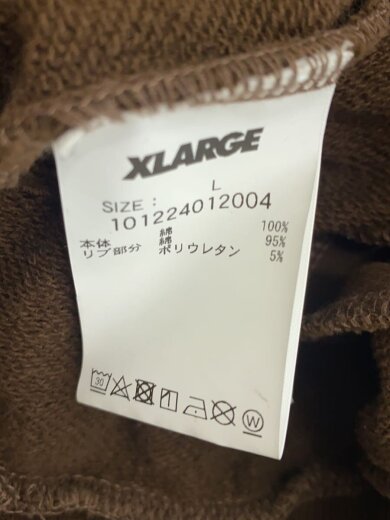 XLARGE
SIZE : L
101224012004
本体 綿 100%
リブ部分 綿 95%
ポリウレタン 5%
30
W